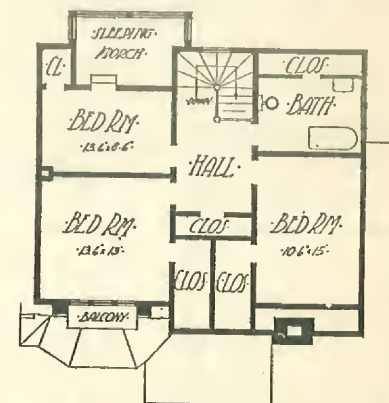 SLEEPING
PORCH
CL.
CLOS
DOWN
BATH
BED RM
13.6×8.6
HALL
BED RM.
13.6×13
CLOS
BED RM.
10.6×15
CLOS
CLOS
BALCONY